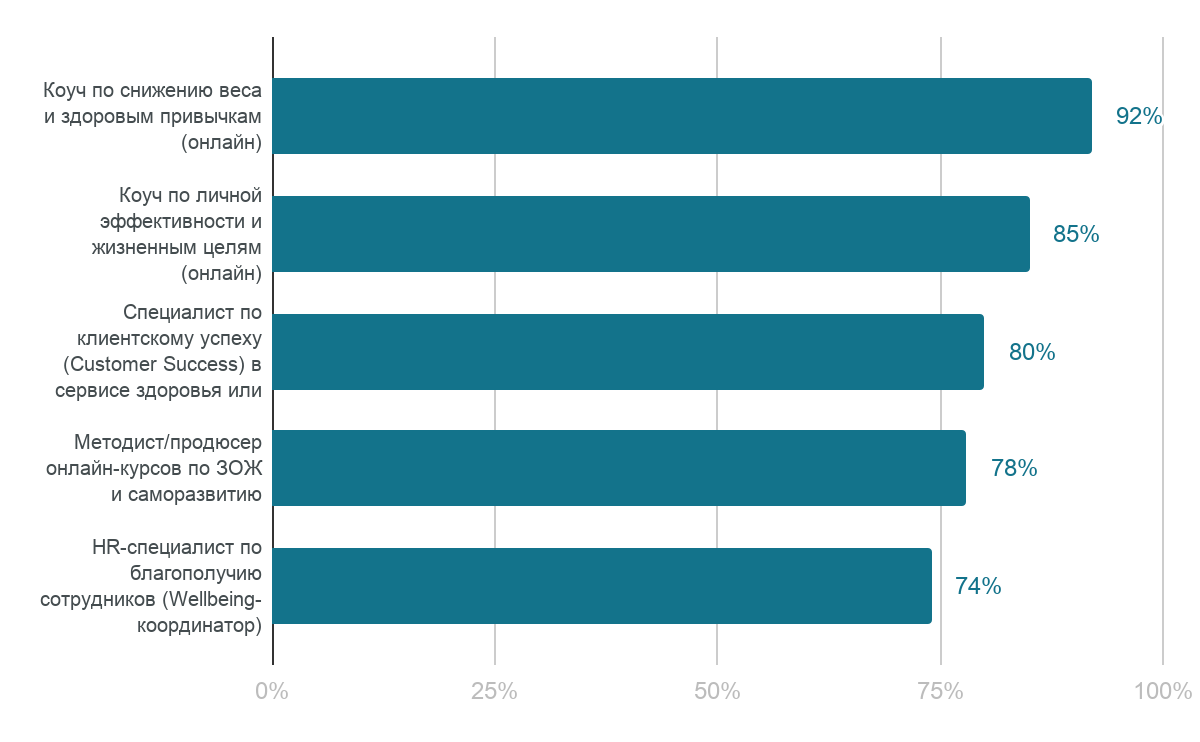 Коуч по снижению веса
и здоровым привычкам
(онлайн)
92%
Коуч по личной
эффективности и
жизненным целям
(онлайн)
85%
Специалист по
клиентскому успеху
(Customer Success) в
сервисе здоровья или
80%
Методист/продюсер
онлайн-курсов по ЗОЖ
и саморазвитию
78%
HR-специалист по
благополучию
сотрудников (Wellbeing-
координатор)
74%
0%
25%
50%
75%
100%